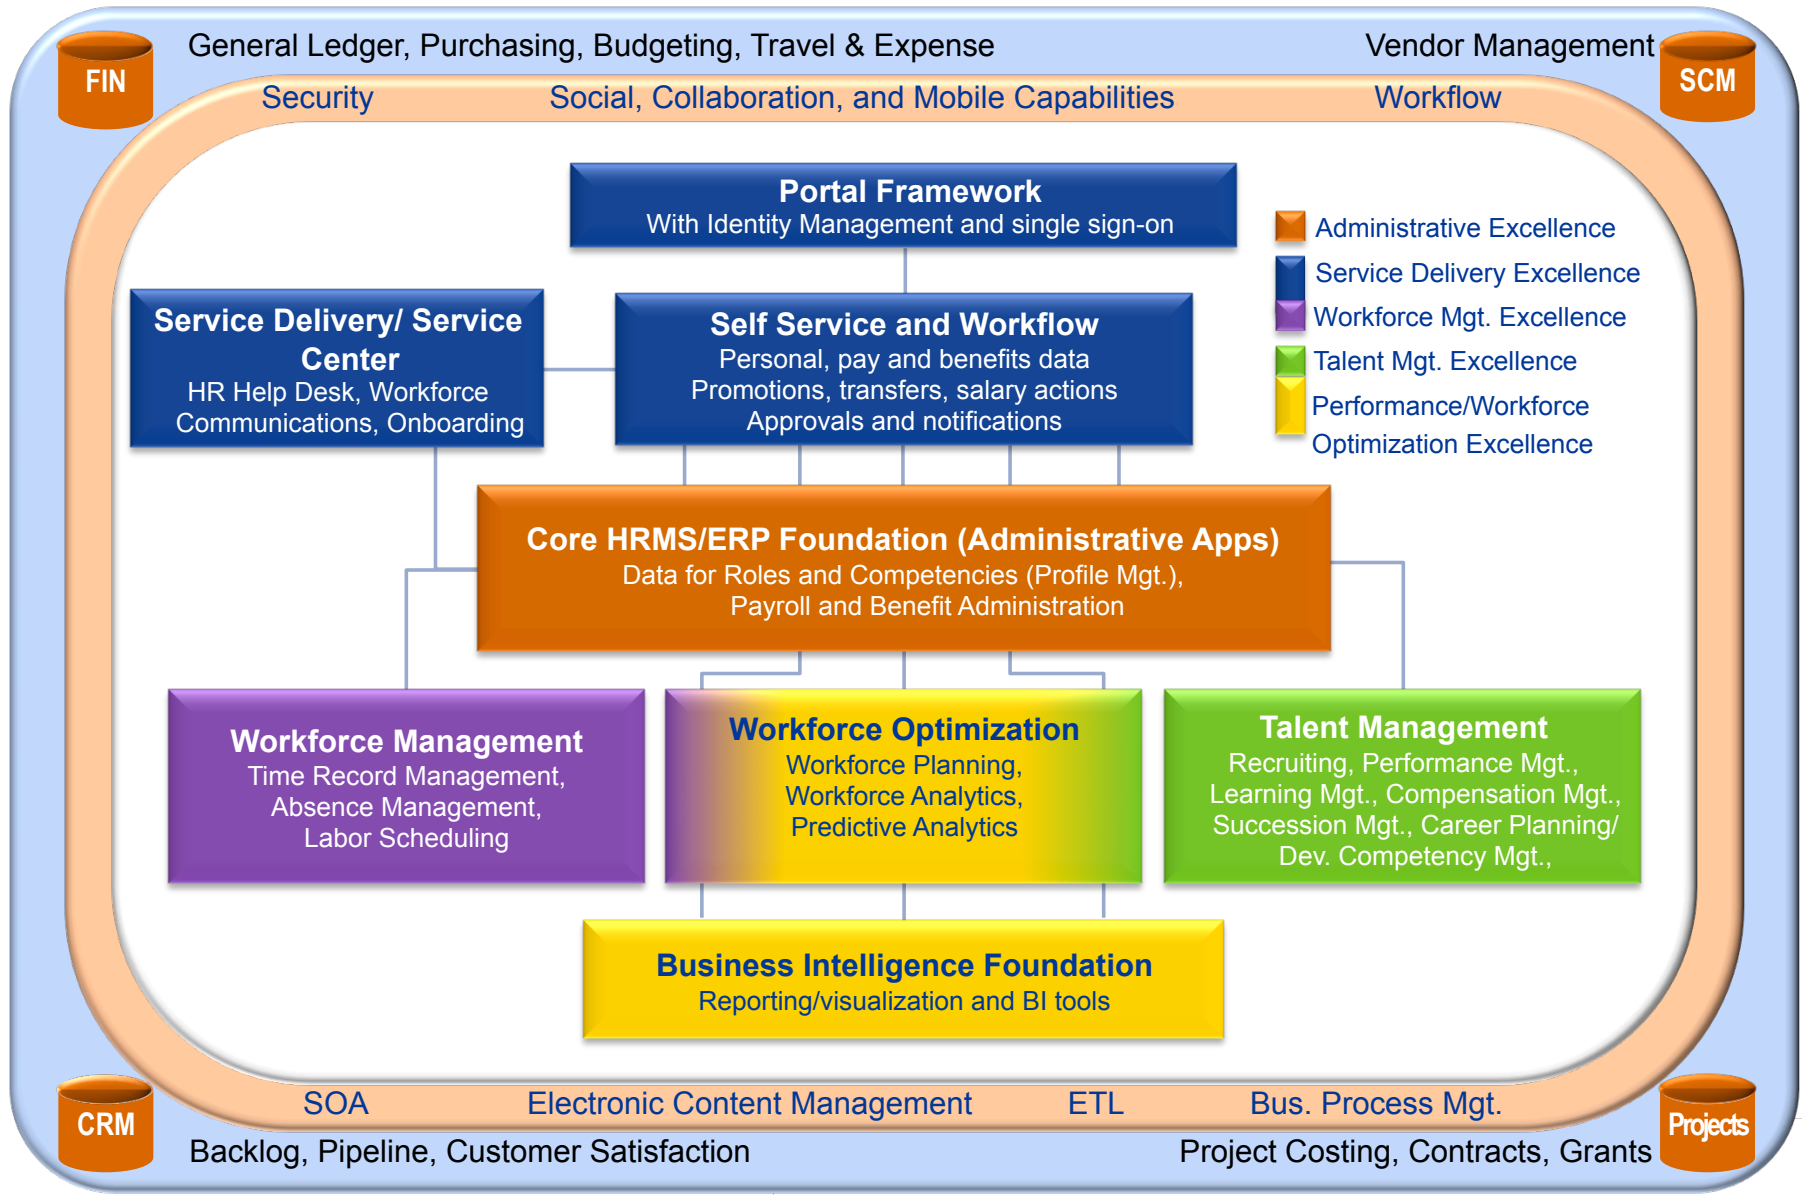 General Ledger, Purchasing, Budgeting, Travel & Expense
Vendor Management
FIN
SCM
Security
Social, Collaboration, and Mobile Capabilities
Workflow
Portal Framework
With Identity Management and single sign-on
Administrative Excellence
Service Delivery Excellence
Workforce Mgt. Excellence
Talent Mgt. Excellence
Performance/Workforce
Optimization Excellence
Service Delivery/ Service
Center
HR Help Desk, Workforce
Communications, Onboarding
Self Service and Workflow
Personal, pay and benefits data
Promotions, transfers, salary actions
Approvals and notifications
Core HRMS/ERP Foundation (Administrative Apps)
Data for Roles and Competencies (Profile Mgt.),
Payroll and Benefit Administration
Workforce Management
Time Record Management,
Absence Management,
Labor Scheduling
Workforce Optimization
Workforce Planning,
Workforce Analytics,
Predictive Analytics
Talent Management
Recruiting, Performance Mgt.,
Learning Mgt., Compensation Mgt.,
Succession Mgt., Career Planning/
Dev. Competency Mgt.,
Business Intelligence Foundation
Reporting/visualization and BI tools
SOA
Electronic Content Management
ETL
Bus. Process Mgt.
CRM
Projects
Backlog, Pipeline, Customer Satisfaction
Project Costing, Contracts, Grants